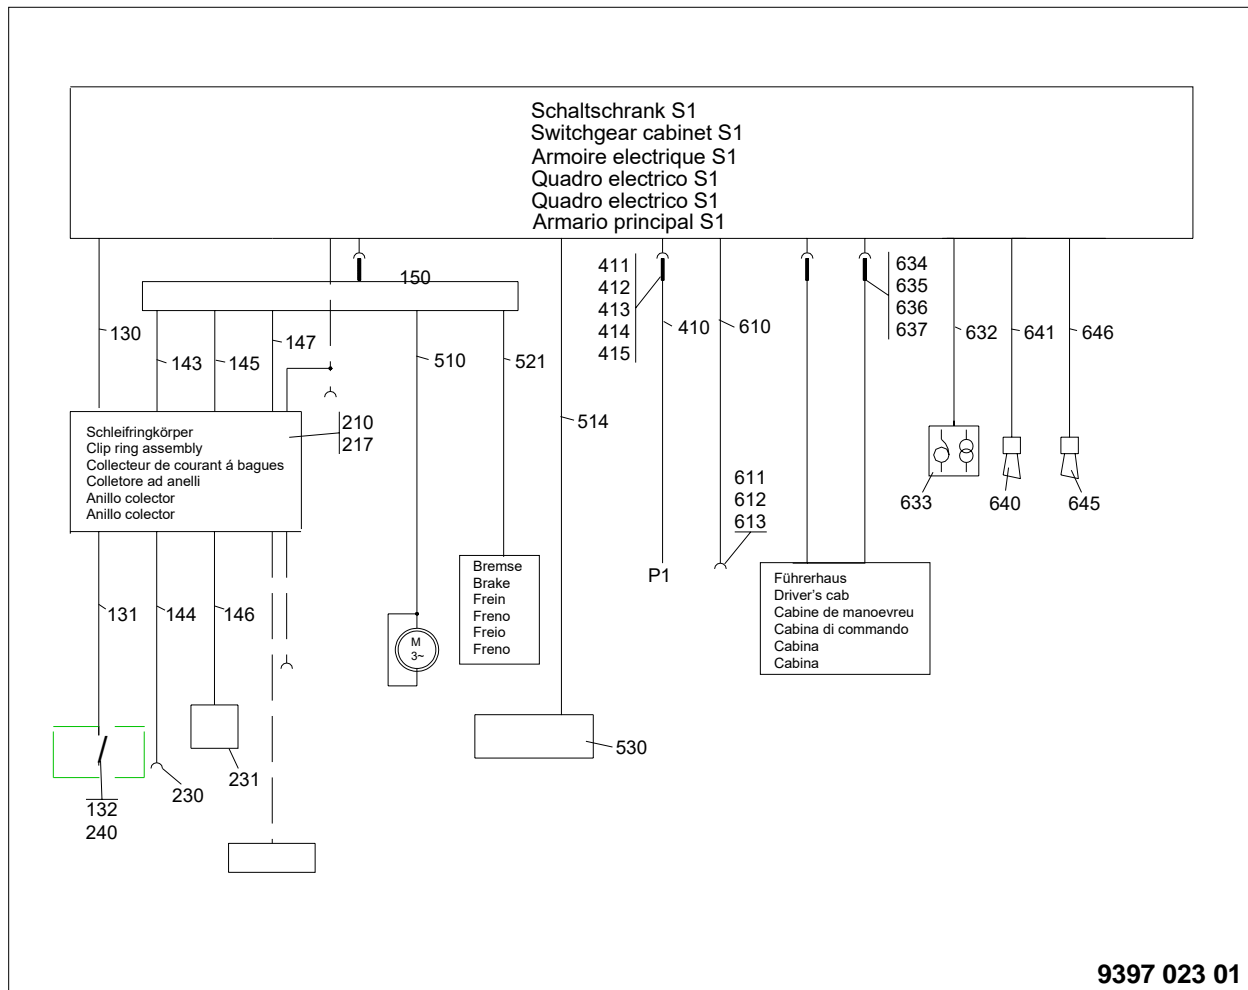 Schaltschrank S1
Switchgear cabinet S1
Armoire electrique S1
Quadro electrico S1
Quadro electrico S1
Armario principal S1
150
411
412
413
414
415
634
635
636
637
130
143
145
147
510
521
514
410
610
632
641
646
Schleifringkörper
Clip ring assembly
Collecteur de courant á bagues
Colletore ad anelli
Anillo colector
Anillo colector
210
217
611
612
613
633
640
645
P1
Bremse
Brake
Frein
Freno
Freio
Freno
Führerhaus
Driver's cab
Cabine de manoevreu
Cabina di commando
Cabina
Cabina
131
144
146
M
3~
530
231
230
132
240
9397 023 01